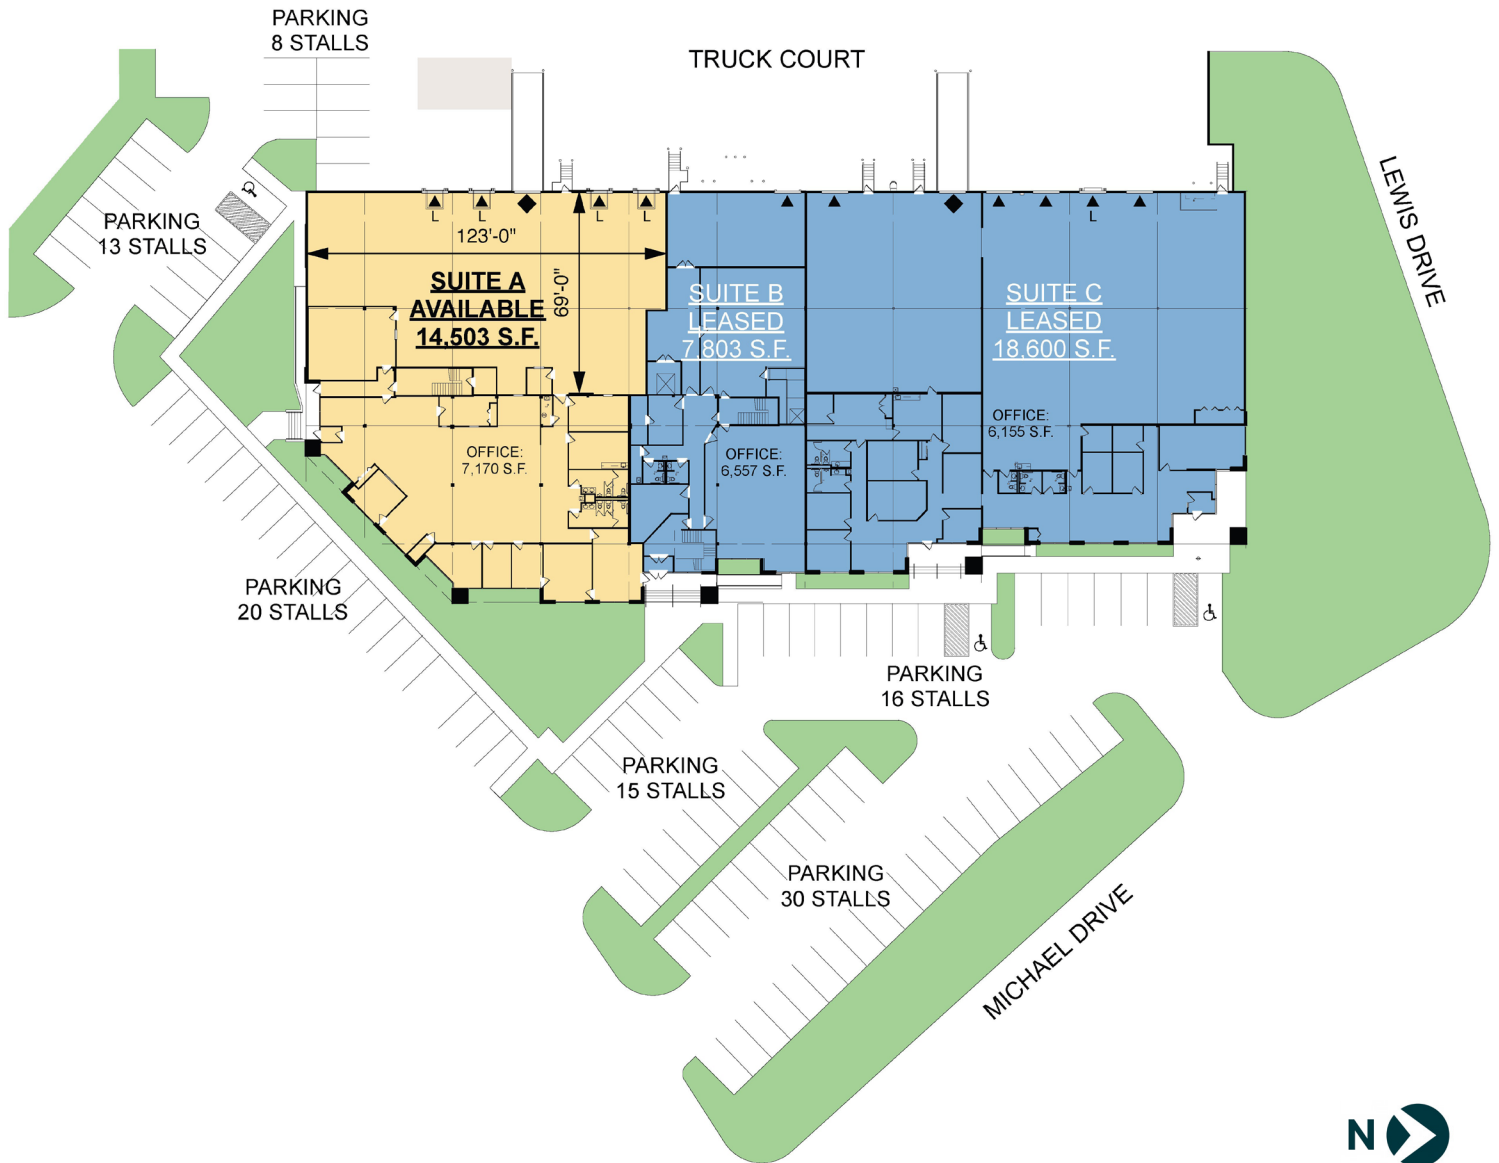 PARKING
8 STALLS
TRUCK COURT
LEWIS DRIVE
PARKING
13 STALLS
L
L
L
L
L
123'-0"
69'-0"
SUITE A
AVAILABLE
14,503 S.F.
SUITE B
LEASED
7,803 S.F.
SUITE C
LEASED
18,600 S.F.
OFFICE:
7,170 S.F.
OFFICE:
6,557 S.F.
OFFICE:
6,155 S.F.
PARKING
20 STALLS
PARKING
16 STALLS
PARKING
15 STALLS
PARKING
30 STALLS
MICHAEL DRIVE
N